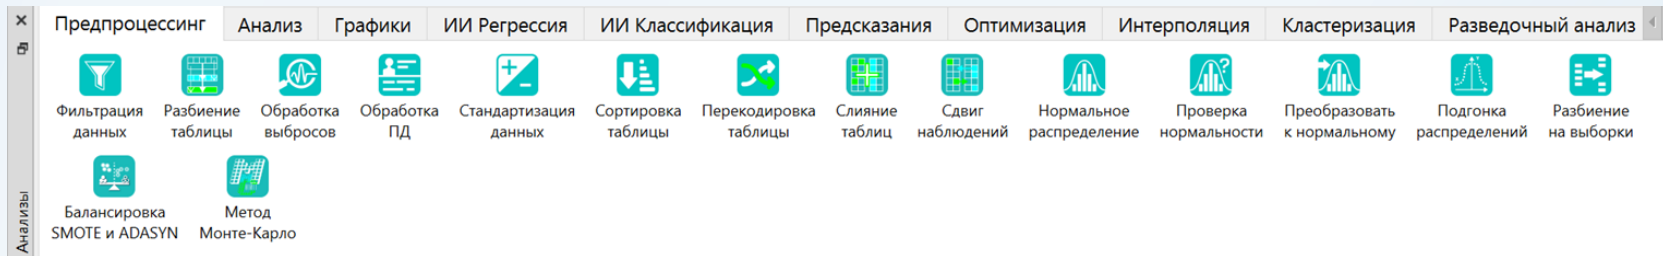 Предпроцессинг Анализ Графики ИИ Регрессия ИИ Классификация Предсказания Оптимизация Интерполяция Кластеризация Разведочный анализ
Фильтрация данных
Разбиение таблицы
Обработка выбросов
Обработка ПД
Стандартизация данных
Сортировка таблицы
Перекодировка таблицы
Слияние таблиц
Сдвиг наблюдений
Нормальное распределение
Проверка нормальности
Преобразовать к нормальному
Подгонка распределений
Разбиение на выборки
Балансировка SMOTE и ADASYN
Метод Монте-Карло
Анализы